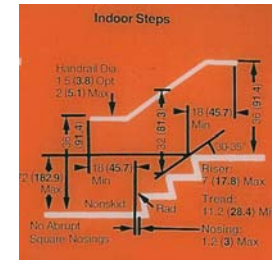 Indoor Steps
Handrail Dia.
1.5 (3.8) Opt
2 (5.1) Max
36
(91.4)
32 (81.3)
18 (45.7)
Min
36
(91.4)
30-35°
72 (182.9)
Max
18 (45.7)
Min
Riser:
7 (17.8) Max
Tread:
11.2 (28.4) Mi
Nonskid
Rad
No Abrupt
Square Nosings
Nosing:
1.2 (3) Max